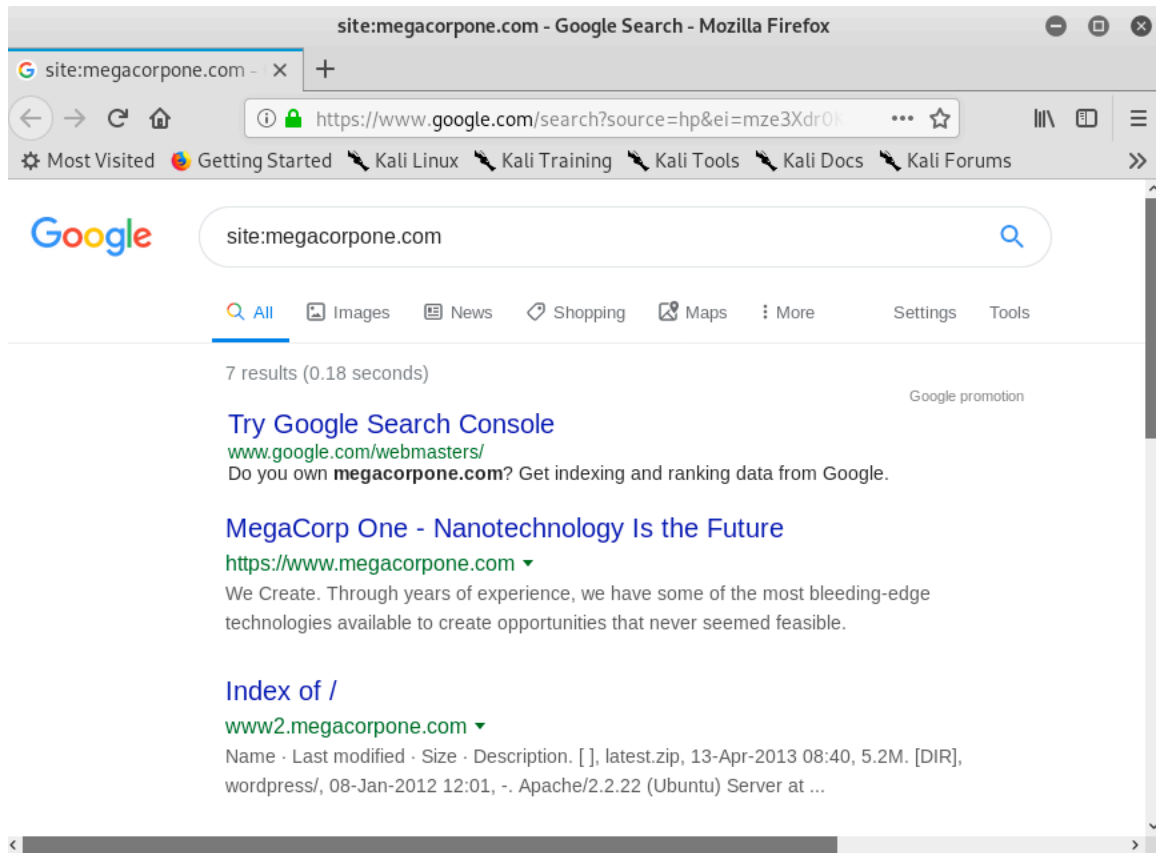 site:megacorpone.com - Google Search - Mozilla Firefox
site:megacorpone.com -
https://www.google.com/search?source=hp&ei=mze3Xdr0
Most Visited Getting Started Kali Linux Kali Training Kali Tools Kali Docs Kali Forums
Google site:megacorpone.com
All Images News Shopping Maps More Settings Tools
7 results (0.18 seconds)
Google promotion
Try Google Search Console
www.google.com/webmasters/
Do you own megacorpone.com? Get indexing and ranking data from Google.
MegaCorp One - Nanotechnology Is the Future
https://www.megacorpone.com
We Create. Through years of experience, we have some of the most bleeding-edge
technologies available to create opportunities that never seemed feasible.
Index of /
www2.megacorpone.com
Name · Last modified · Size · Description. [ ], latest.zip, 13-Apr-2013 08:40, 5.2M. [DIR],
wordpress/, 08-Jan-2012 12:01, -. Apache/2.2.22 (Ubuntu) Server at ...